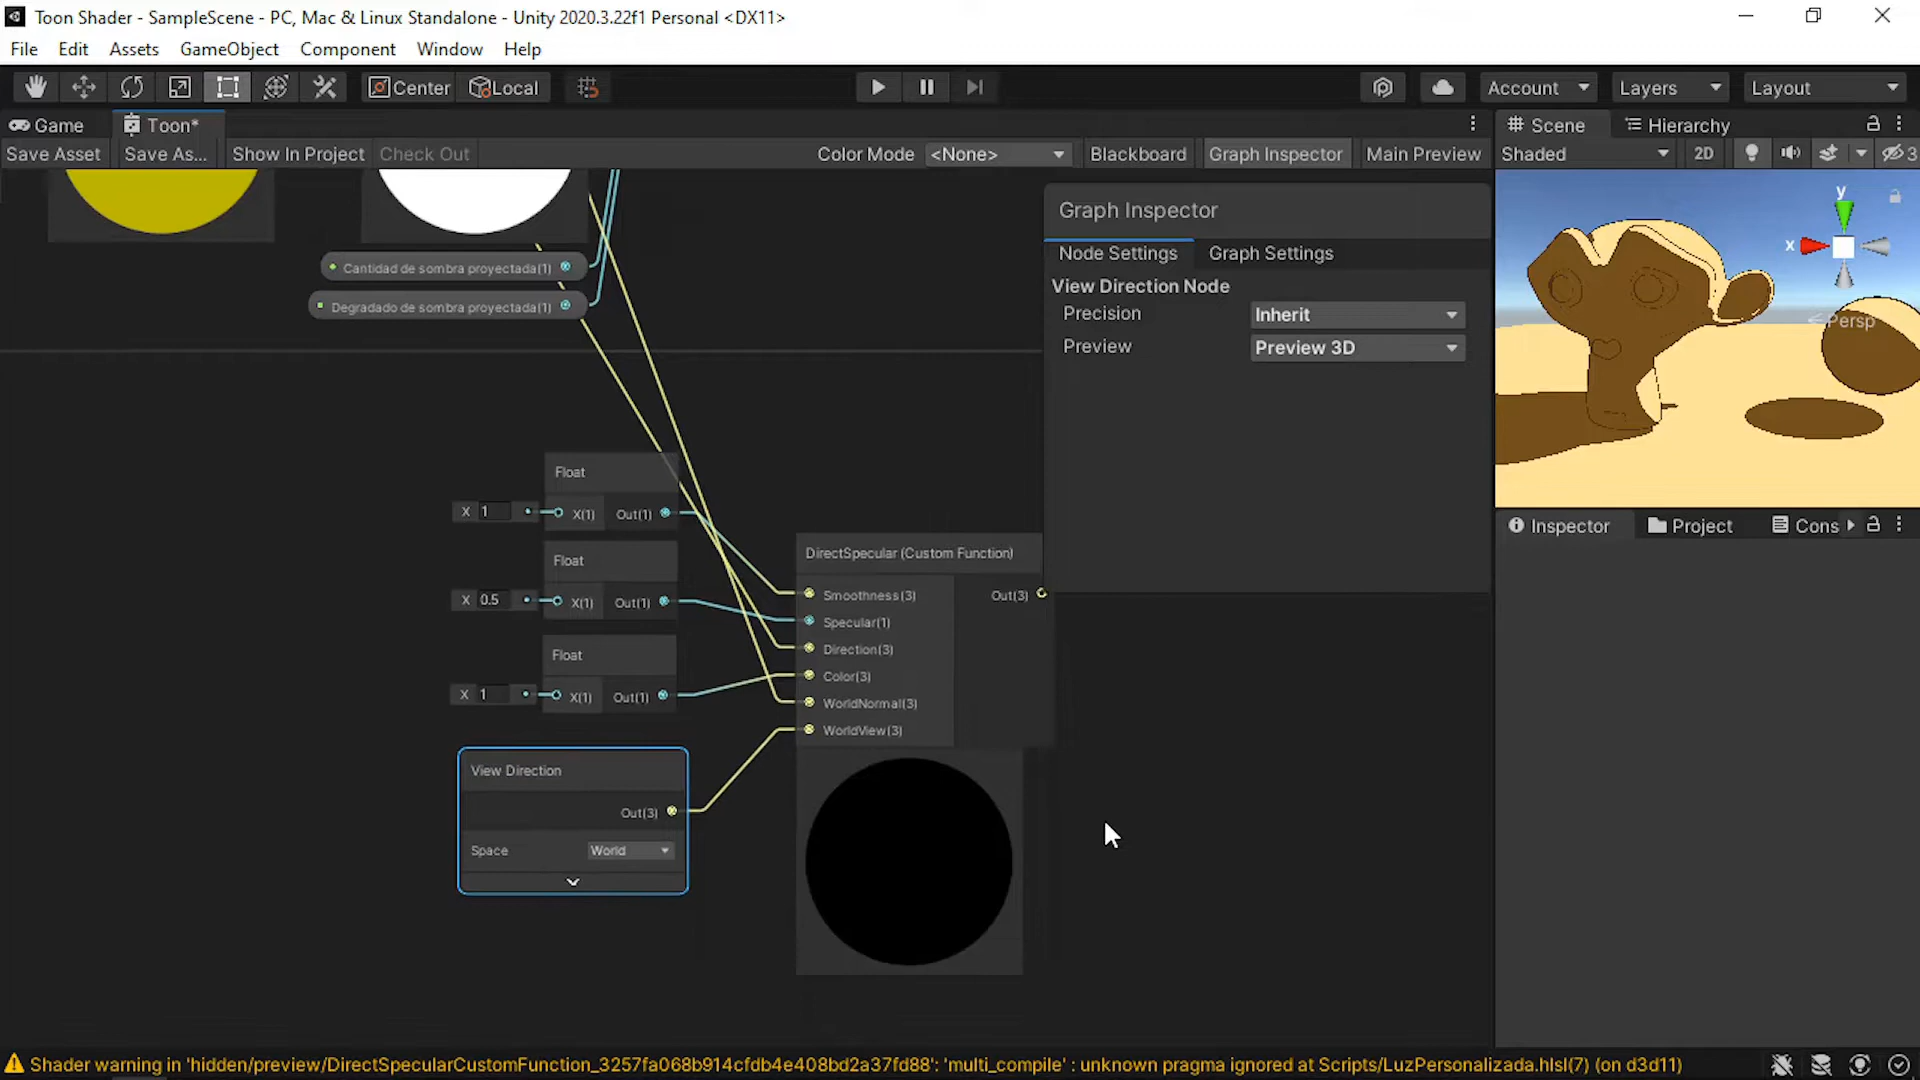 Toon Shader - SampleScene - PC, Mac & Linux Standalone - Unity 2020.3.22f1 Personal <DX11>
File Edit Assets GameObject Component Window Help
Center Local Account Layers Layout
Game Toon* Scene Hierarchy
Save Asset Save As... Show In Project Check Out Color Mode <None> Blackboard Graph Inspector Main Preview Shaded 2D 3
Graph Inspector
Node Settings Graph Settings
View Direction Node
Precision Inherit
Preview Preview 3D
y
x
Persp
Cantidad de sombra proyectada(1)
Degradado de sombra proyectada(1)
Float
X 1 X(1) Out(1)
Float
X 0.5 X(1) Out(1)
Float
X 1 X(1) Out(1)
DirectSpecular (Custom Function)
Smoothness(3) Out(3)
Specular(1)
Direction(3)
Color(3)
WorldNormal(3)
WorldView(3)
View Direction
Out(3)
Space World
Inspector Project Cons
Shader warning in 'hidden/preview/DirectSpecularCustomFunction_3257fa068b914cfdb4e408bd2a37fd88': 'multi_compile' : unknown pragma ignored at Scripts/LuzPersonalizada.hlsl(7) (on d3d11)